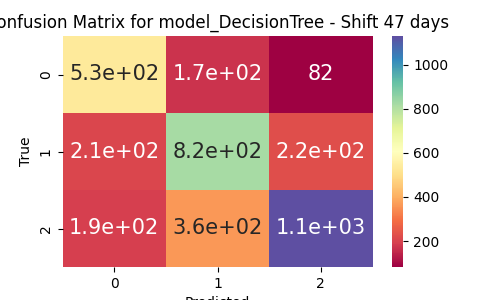 onfusion Matrix for model_DecisionTree - Shift 47 days
0 5.3e+02 1.7e+02 82
1 2.1e+02 8.2e+02 2.2e+02
2 1.9e+02 3.6e+02 1.1e+03
0 1 2
True
Predicted
1000
800
600
400
200